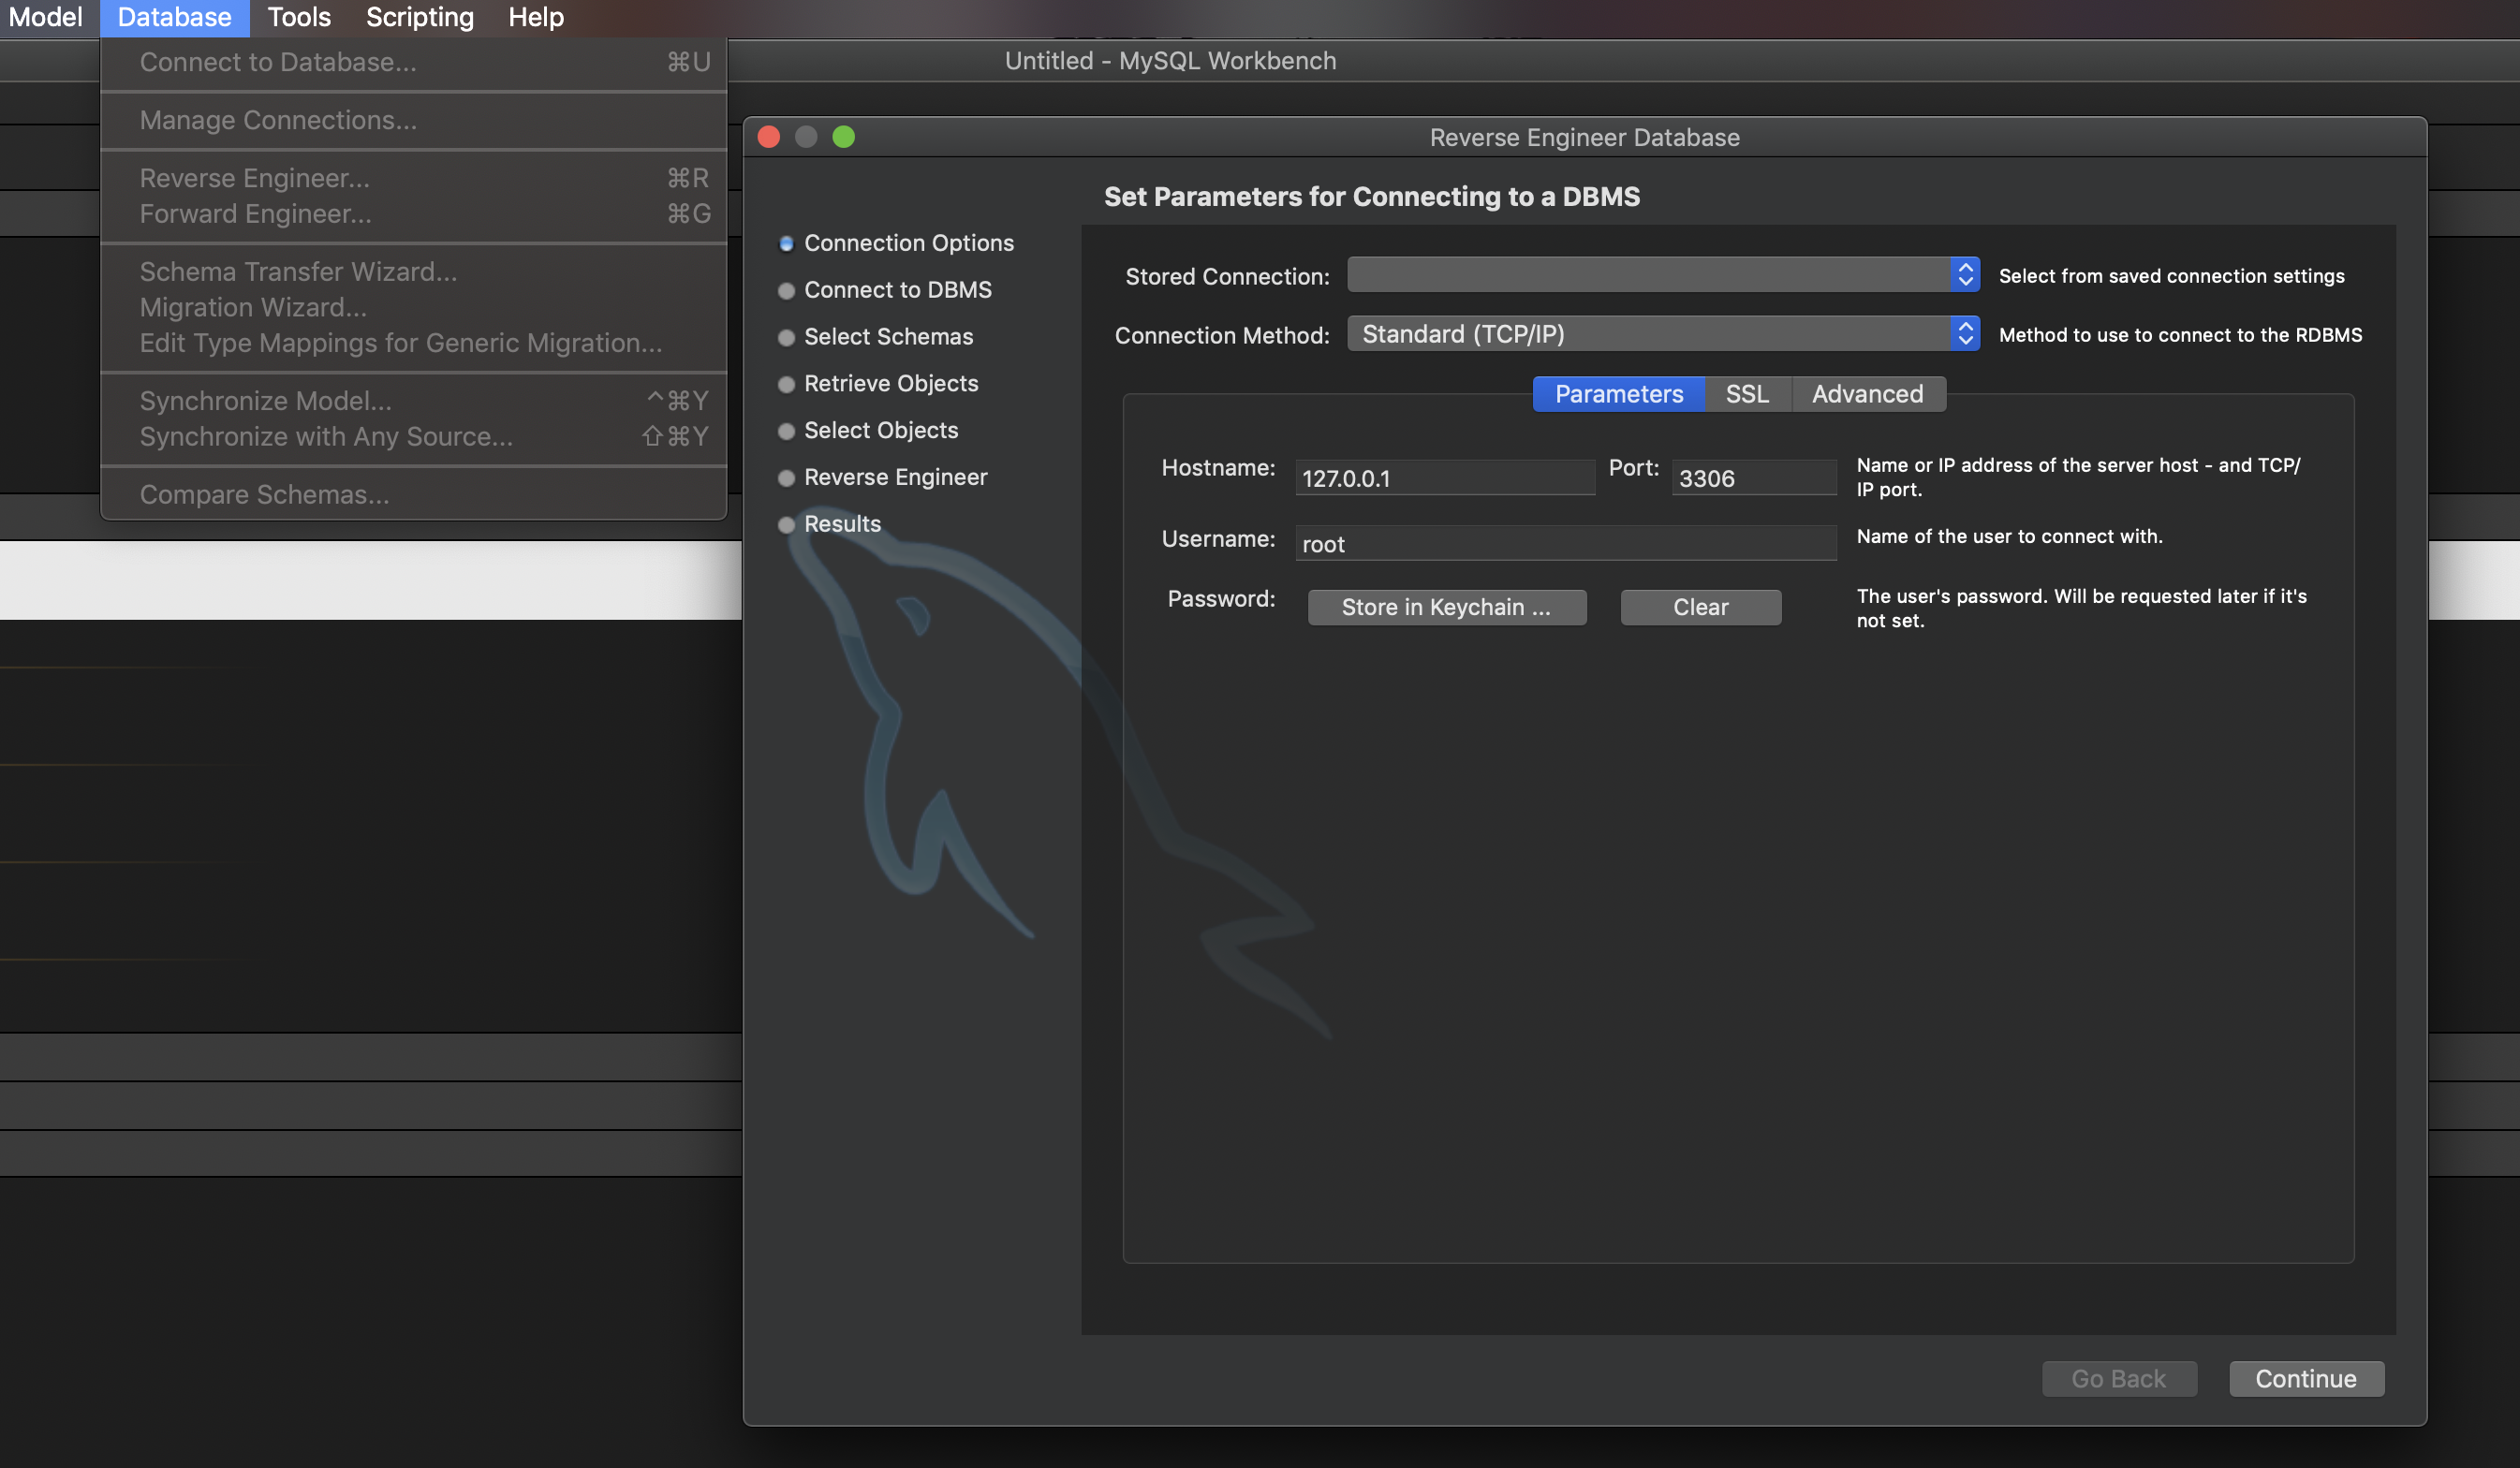 Model Database Tools Scripting Help
Untitled - MySQL Workbench
Connect to Database... ⌘U
Manage Connections...
Reverse Engineer... ⌘R
Forward Engineer... ⌘G
Schema Transfer Wizard...
Migration Wizard...
Edit Type Mappings for Generic Migration...
Synchronize Model... ^⌘Y
Synchronize with Any Source... ⇧⌘Y
Compare Schemas...
Reverse Engineer Database
Set Parameters for Connecting to a DBMS
Connection Options
Connect to DBMS
Select Schemas
Retrieve Objects
Select Objects
Reverse Engineer
Results
Stored Connection: Select from saved connection settings
Connection Method: Standard (TCP/IP) Method to use to connect to the RDBMS
Parameters SSL Advanced
Hostname: 127.0.0.1 Port: 3306 Name or IP address of the server host - and TCP/
IP port.
Username: root Name of the user to connect with.
Password: Store in Keychain ... Clear The user's password. Will be requested later if it's
not set.
Go Back Continue